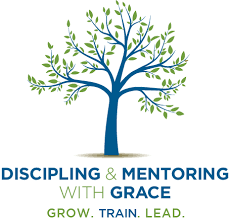 DISCIPLING & MENTORING
WITH GRACE
GROW. TRAIN. LEAD.